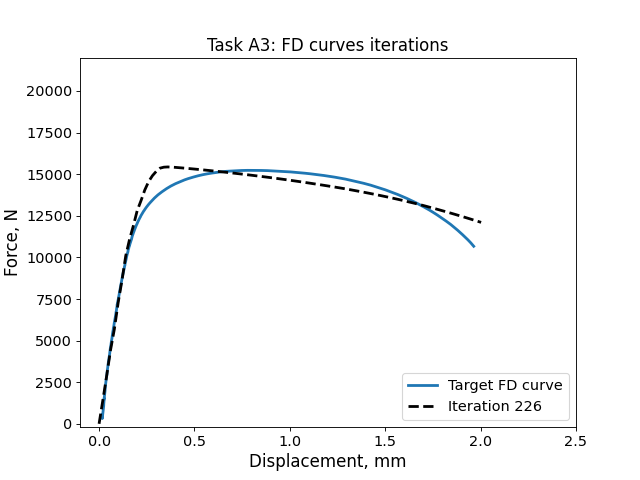 Task A3: FD curves iterations
Force, N
20000
17500
15000
12500
10000
7500
5000
2500
0
0.0 0.5 1.0 1.5 2.0 2.5
Displacement, mm
Target FD curve
Iteration 226